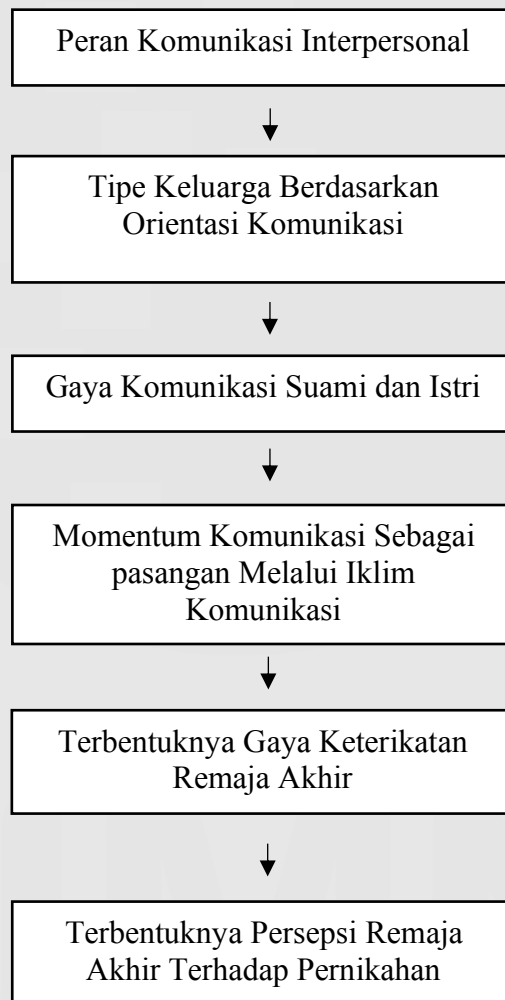 Peran Komunikasi Interpersonal
Tipe Keluarga Berdasarkan
Orientasi Komunikasi
Gaya Komunikasi Suami dan Istri
Momentum Komunikasi Sebagai
pasangan Melalui Iklim
Komunikasi
Terbentuknya Gaya Keterikatan
Remaja Akhir
Terbentuknya Persepsi Remaja
Akhir Terhadap Pernikahan